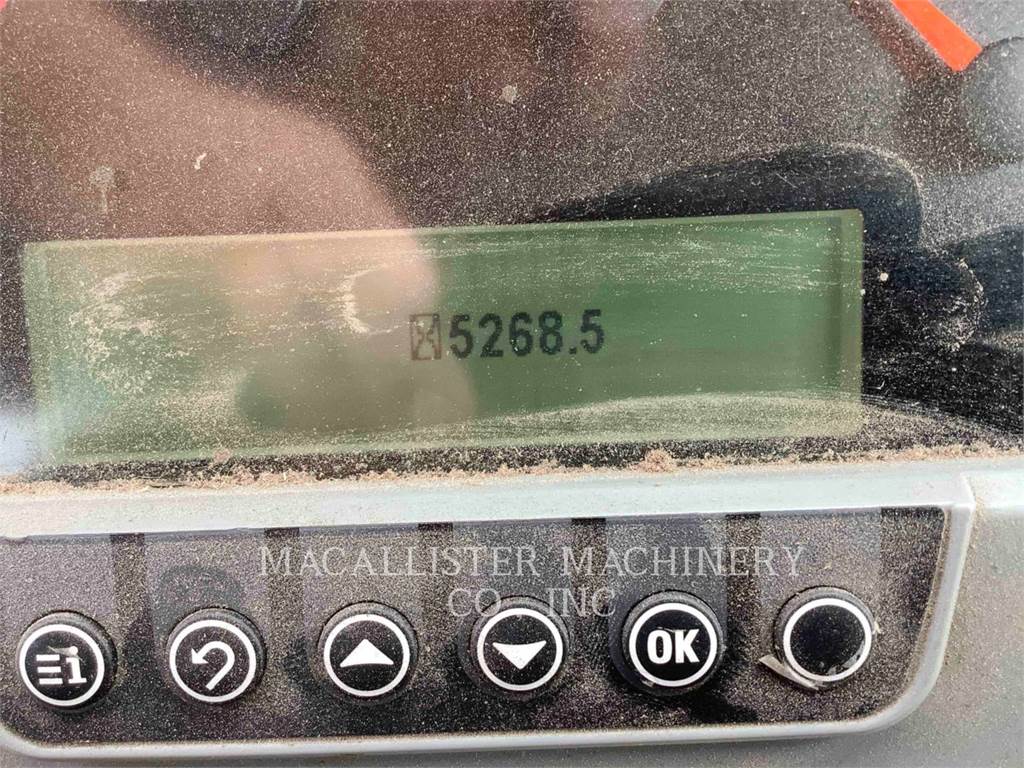 5268.5
MACALLISTER MACHINERY
CO., INC
OK